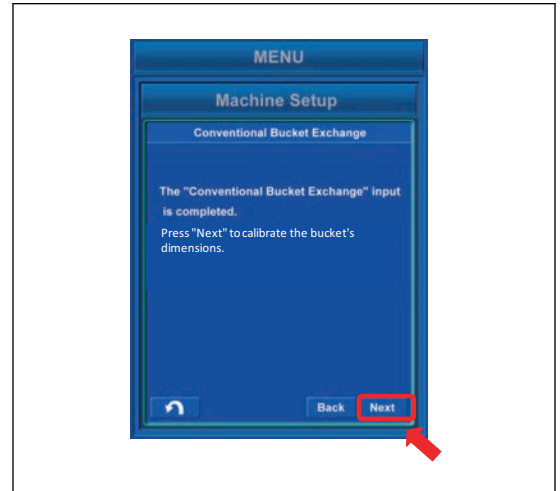 MENU
Machine Setup
Conventional Bucket Exchange
The "Conventional Bucket Exchange" input
is completed.
Press "Next" to calibrate the bucket's
dimensions.
Back Next